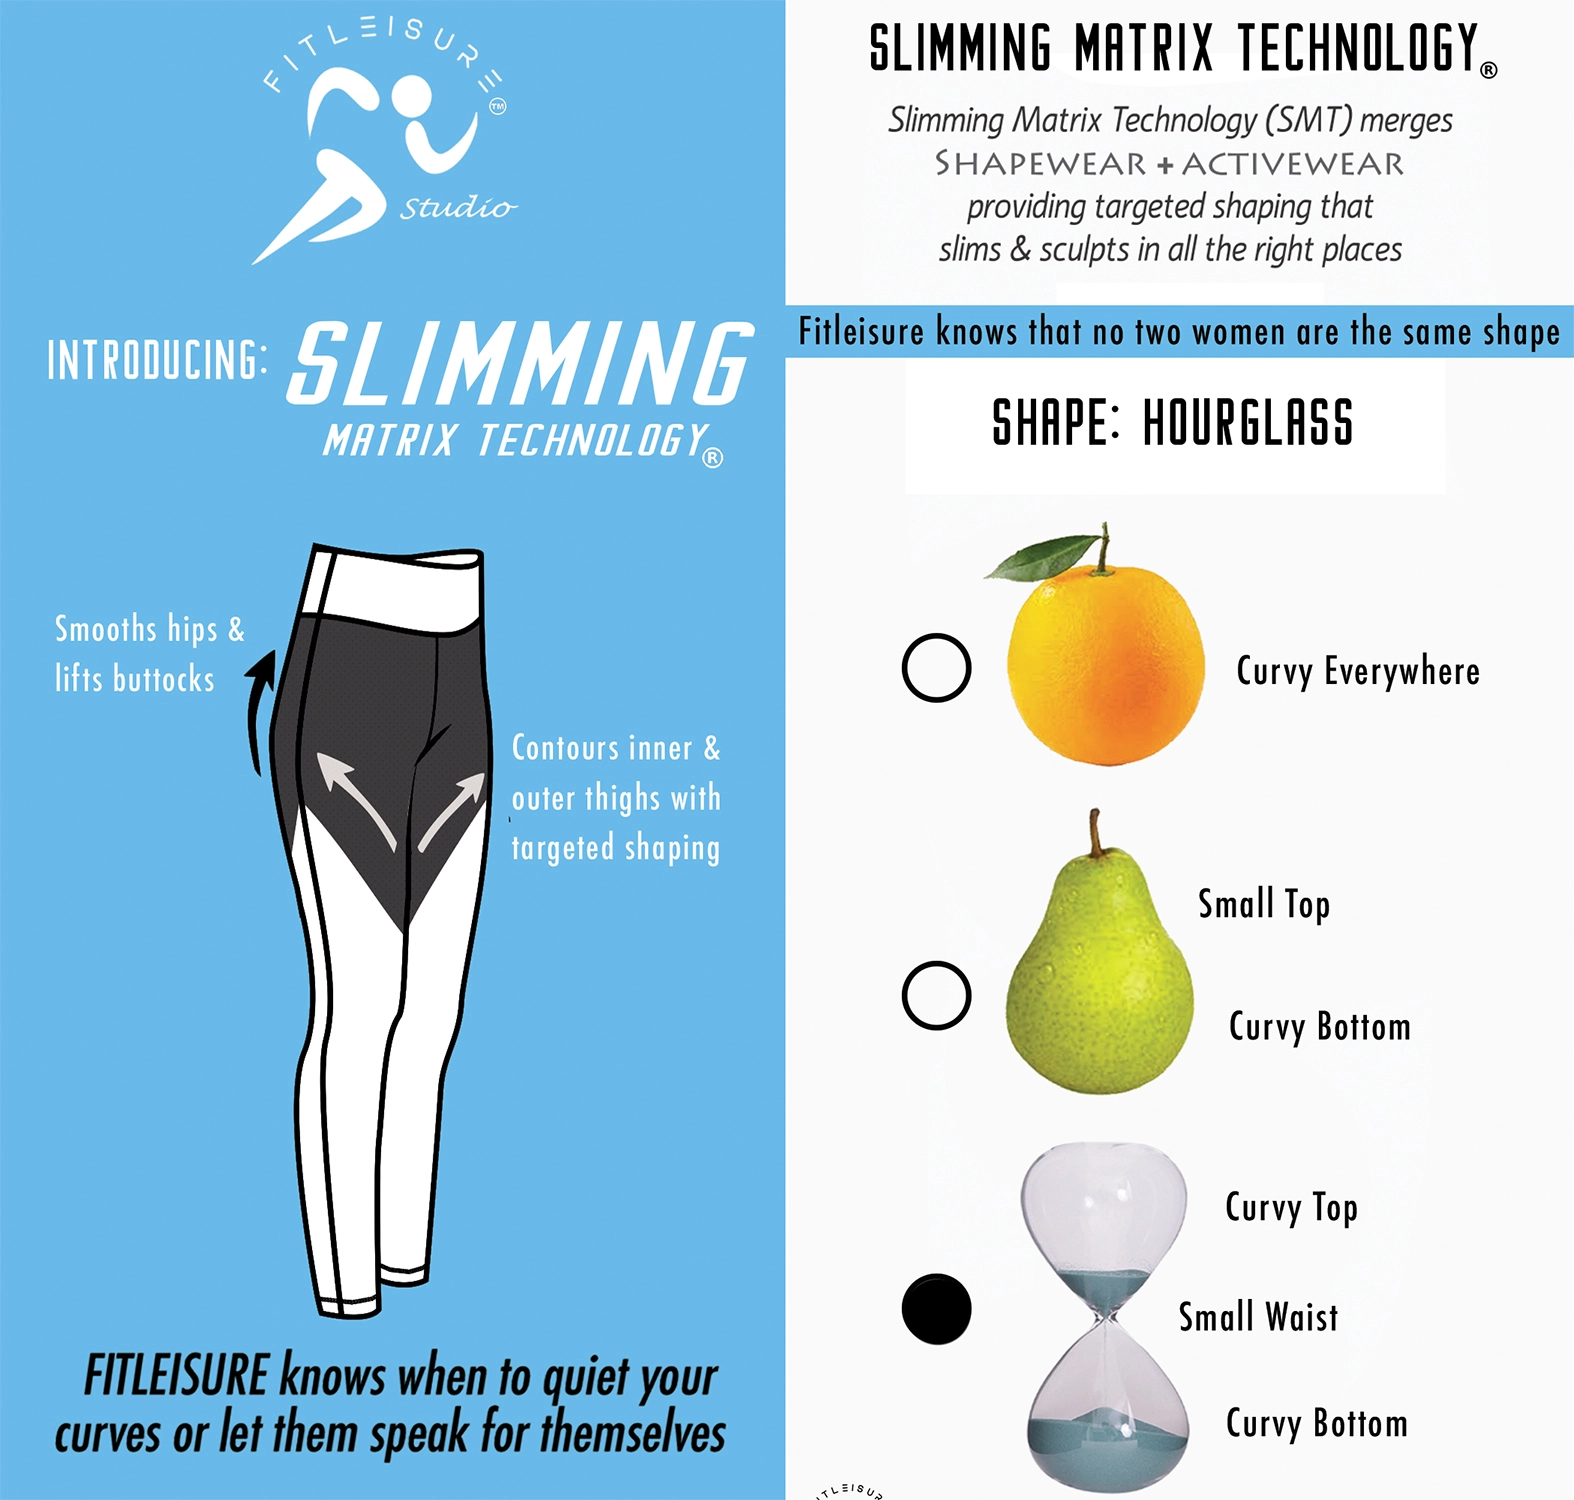 FITLEISURE
TM
Studio
INTRODUCING: SLIMMING
MATRIX TECHNOLOGY®
Smooths hips &
lifts buttocks
Contours inner &
outer thighs with
targeted shaping
FITLEISURE knows when to quiet your
curves or let them speak for themselves
SLIMMING MATRIX TECHNOLOGY®
Slimming Matrix Technology (SMT) merges
SHAPEWEAR + ACTIVEWEAR
providing targeted shaping that
slims & sculpts in all the right places
Fitleisure knows that no two women are the same shape
SHAPE: HOURGLASS
Curvy Everywhere
Small Top
Curvy Bottom
Curvy Top
Small Waist
Curvy Bottom